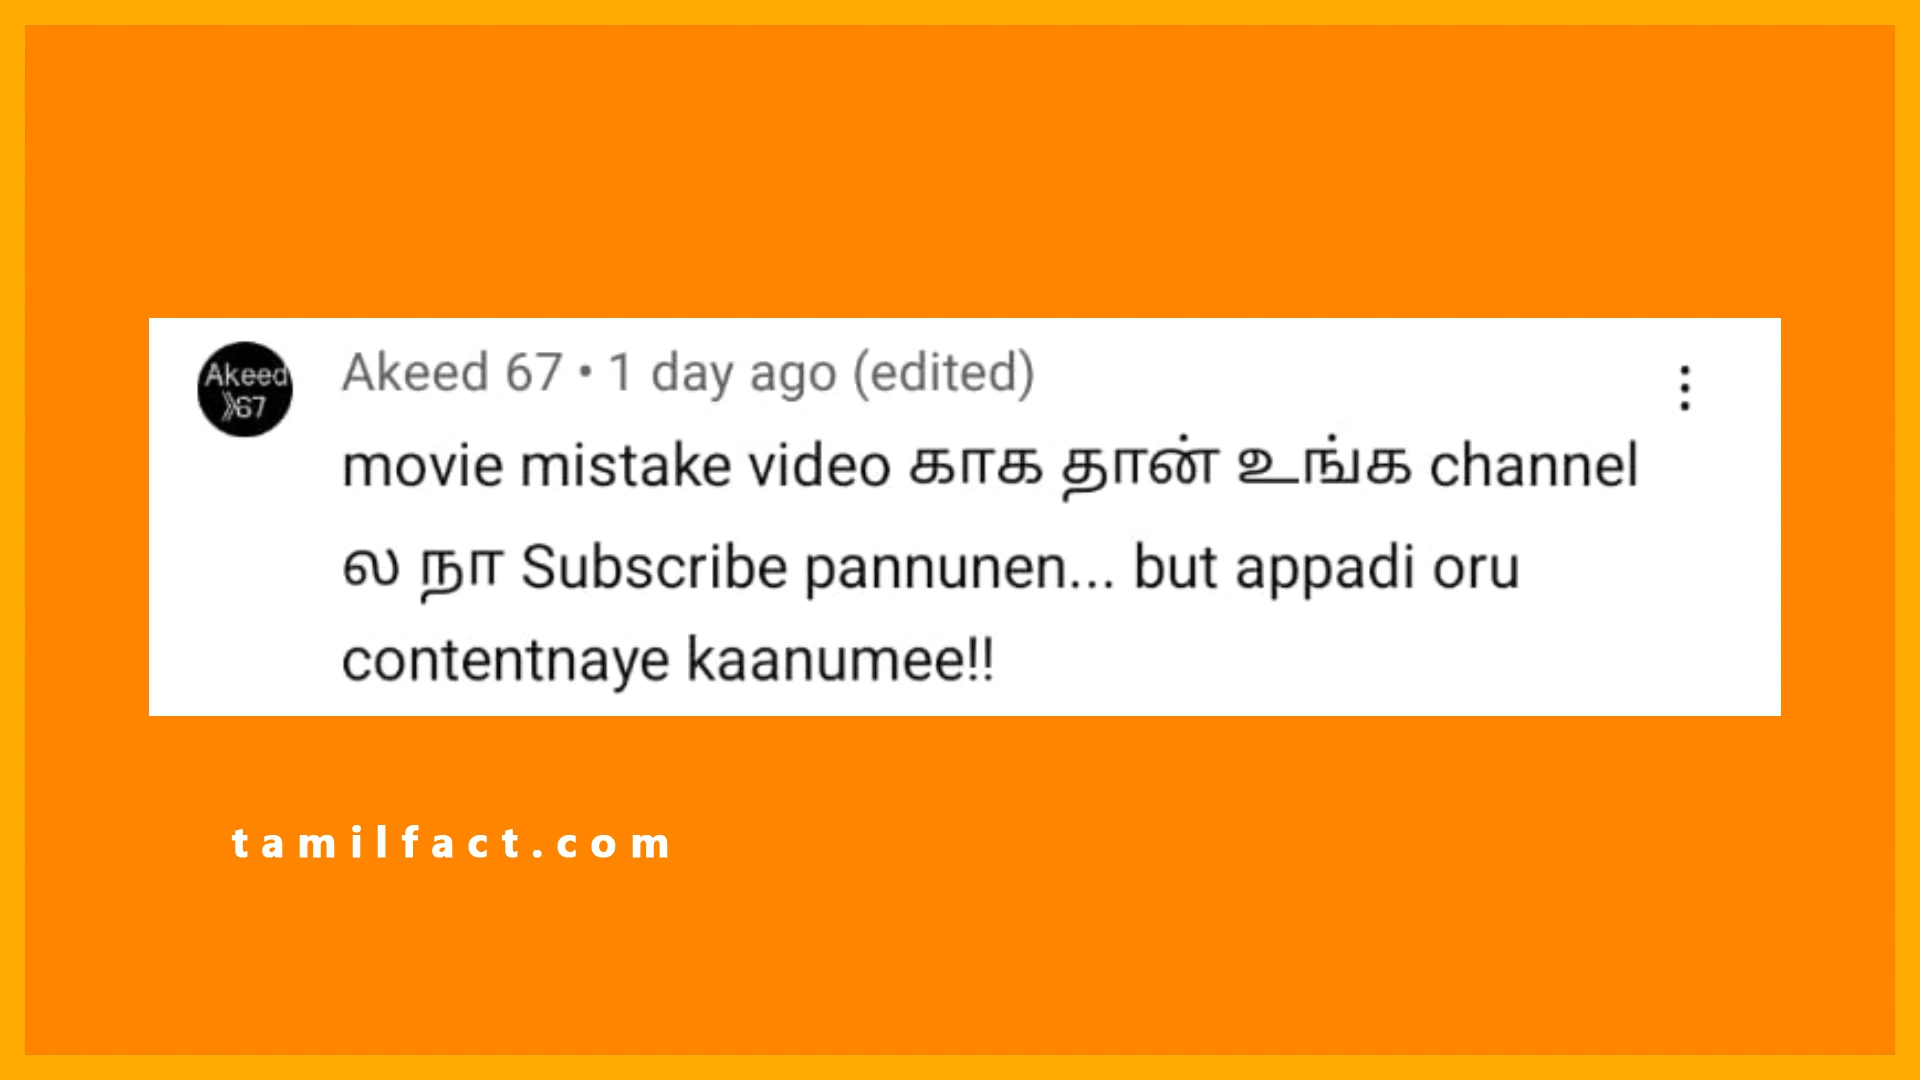 Akeed
》67
Akeed 67 • 1 day ago (edited)
movie mistake video காக தான் உங்க channel
ல நா Subscribe pannunen... but appadi oru
contentnaye kaanumee!!
tamilfact.com